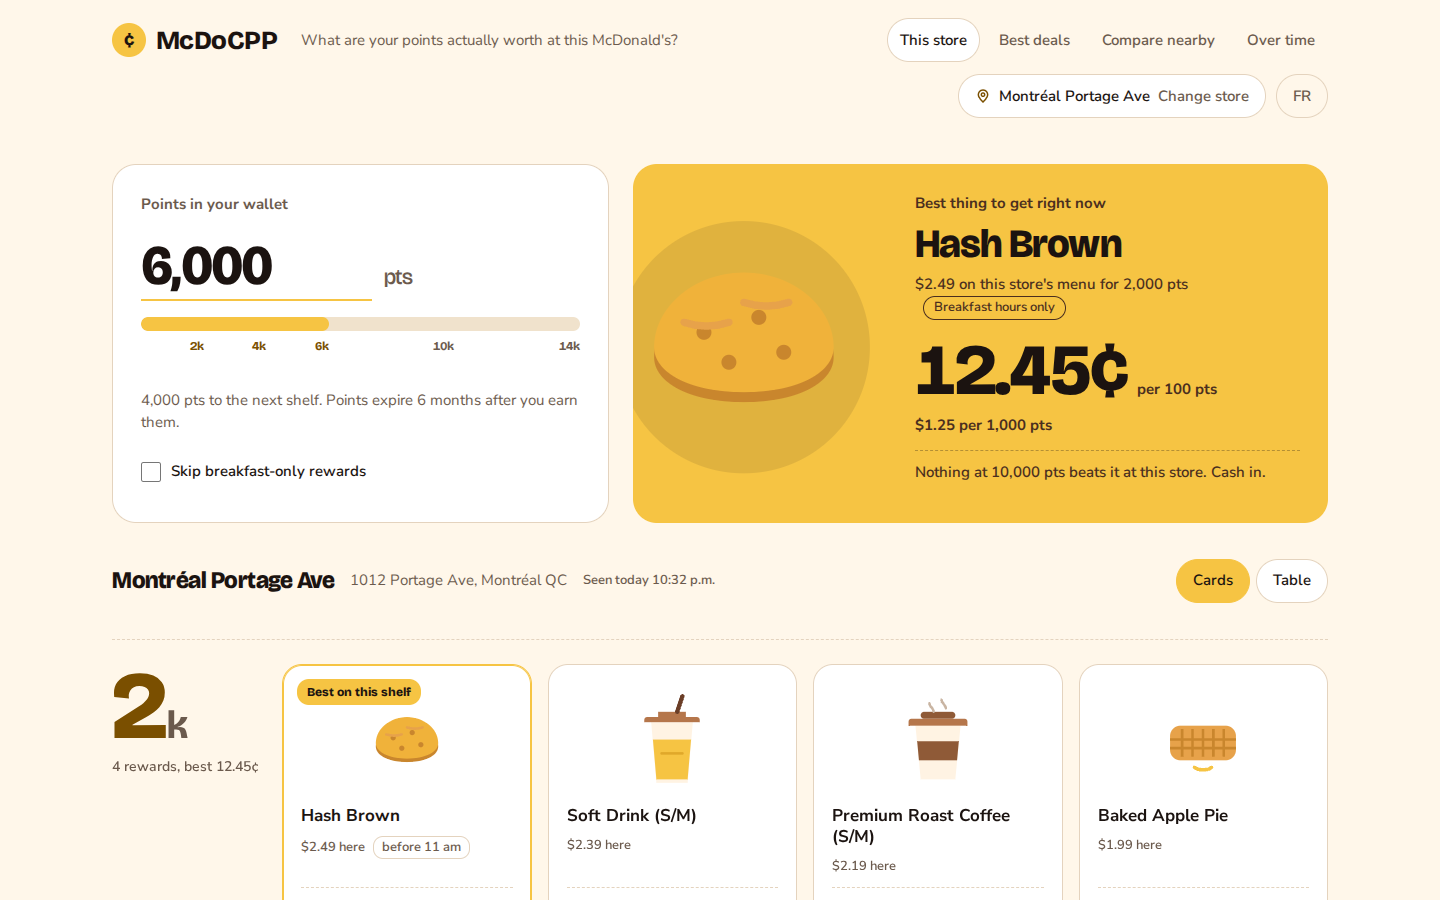 ¢ McDoCPP What are your points actually worth at this McDonald's? This store Best deals Compare nearby Over time
Montréal Portage Ave Change store FR
Points in your wallet
6,000 pts
2k 4k 6k 10k 14k
4,000 pts to the next shelf. Points expire 6 months after you earn
them.
Skip breakfast-only rewards
Best thing to get right now
Hash Brown
$2.49 on this store's menu for 2,000 pts
Breakfast hours only
12.45¢ per 100 pts
$1.25 per 1,000 pts
Nothing at 10,000 pts beats it at this store. Cash in.
Montréal Portage Ave 1012 Portage Ave, Montréal QC Seen today 10:32 p.m. Cards Table
2k
4 rewards, best 12.45¢
Best on this shelf
Hash Brown
$2.49 here before 11 am
Soft Drink (S/M)
$2.39 here
Premium Roast Coffee
(S/M)
$2.19 here
Baked Apple Pie
$1.99 here